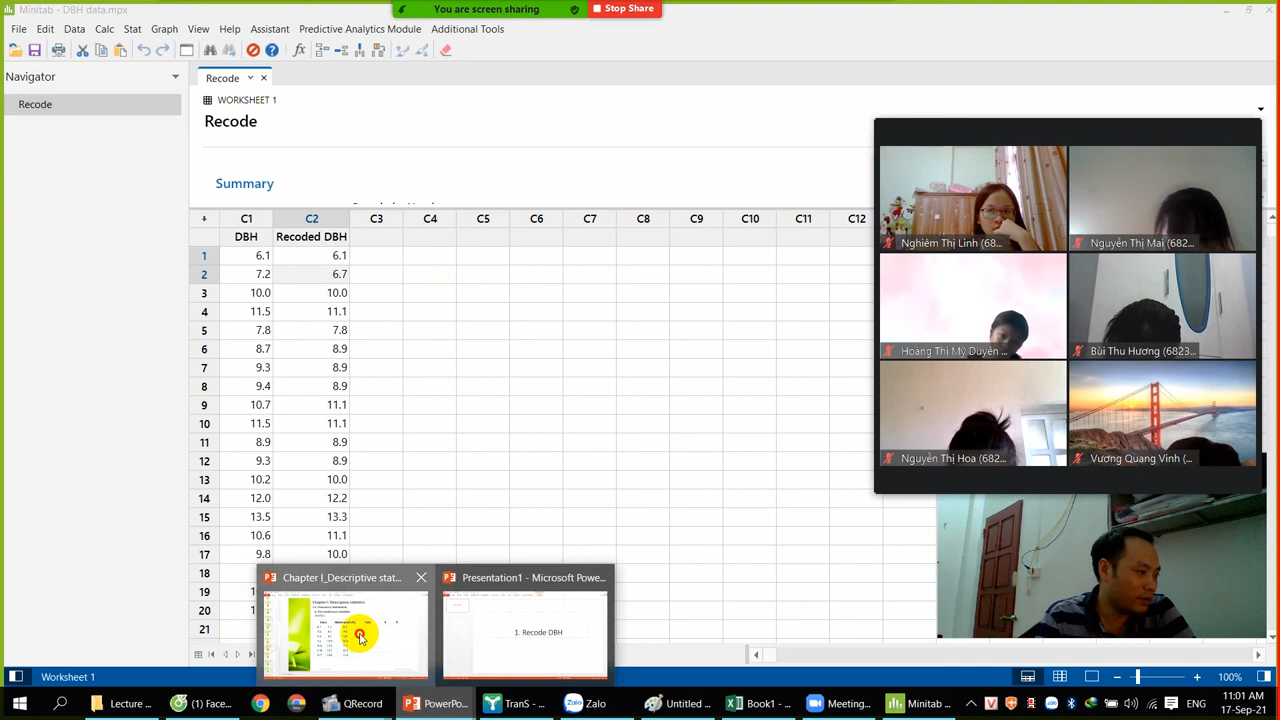 Minitab - DBH data.mpx
You are screen sharing
Stop Share
File Edit Data Calc Stat Graph View Help Assistant Predictive Analytics Module Additional Tools
Navigator
Recode
Recode
WORKSHEET 1
Recode
Summary
C1 C2 C3 C4 C5 C6 C7 C8 C9 C10 C11 C12
DBH Recoded DBH
1 6.1 6.1
2 7.2 6.7
3 10.0 10.0
4 11.5 11.1
5 7.8 7.8
6 8.7 8.9
7 9.3 8.9
8 9.4 8.9
9 10.7 11.1
10 11.5 11.1
11 8.9 8.9
12 9.3 8.9
13 10.2 10.0
14 12.0 12.2
15 13.5 13.3
16 10.6 11.1
17 9.8 10.0
18
19
20
21
Nghiêm Thị Linh (68...
Nguyễn Thị Mai (682...
Hoàng Thị Mỹ Duyên ...
Bùi Thu Hương (6823...
Nguyễn Thị Hoa (682...
Vương Quang Vinh (...
Chapter I_Descriptive stat...
Presentation1 - Microsoft Powe...
Chapter I. Descriptive statistics
1. Recode DBH
Worksheet 1
100%
Lecture ...
(1) Face...
QRecord
PowerPo...
TranS - ...
Zalo
Untitled ...
Book1 - ...
Meeting...
Minitab ...
ENG
11:01 AM
17-Sep-21